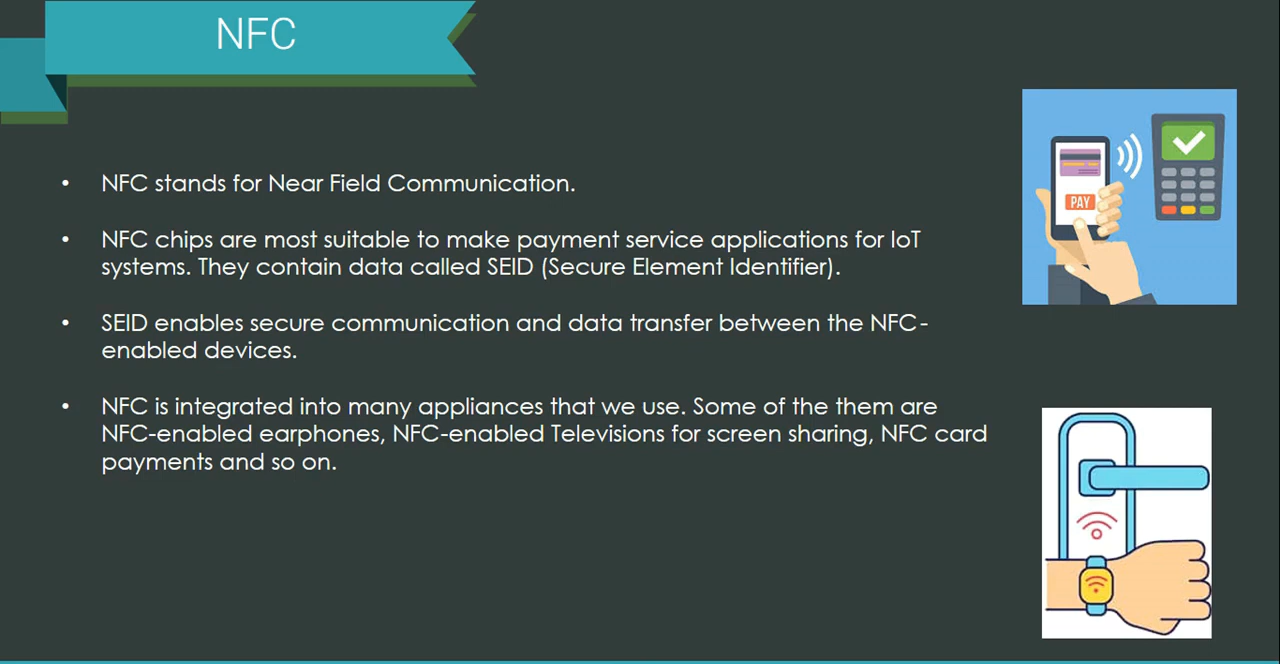 NFC
• NFC stands for Near Field Communication.
• NFC chips are most suitable to make payment service applications for IoT
systems. They contain data called SEID (Secure Element Identifier).
• SEID enables secure communication and data transfer between the NFC-
enabled devices.
• NFC is integrated into many appliances that we use. Some of the them are
NFC-enabled earphones, NFC-enabled Televisions for screen sharing, NFC card
payments and so on.
PAY